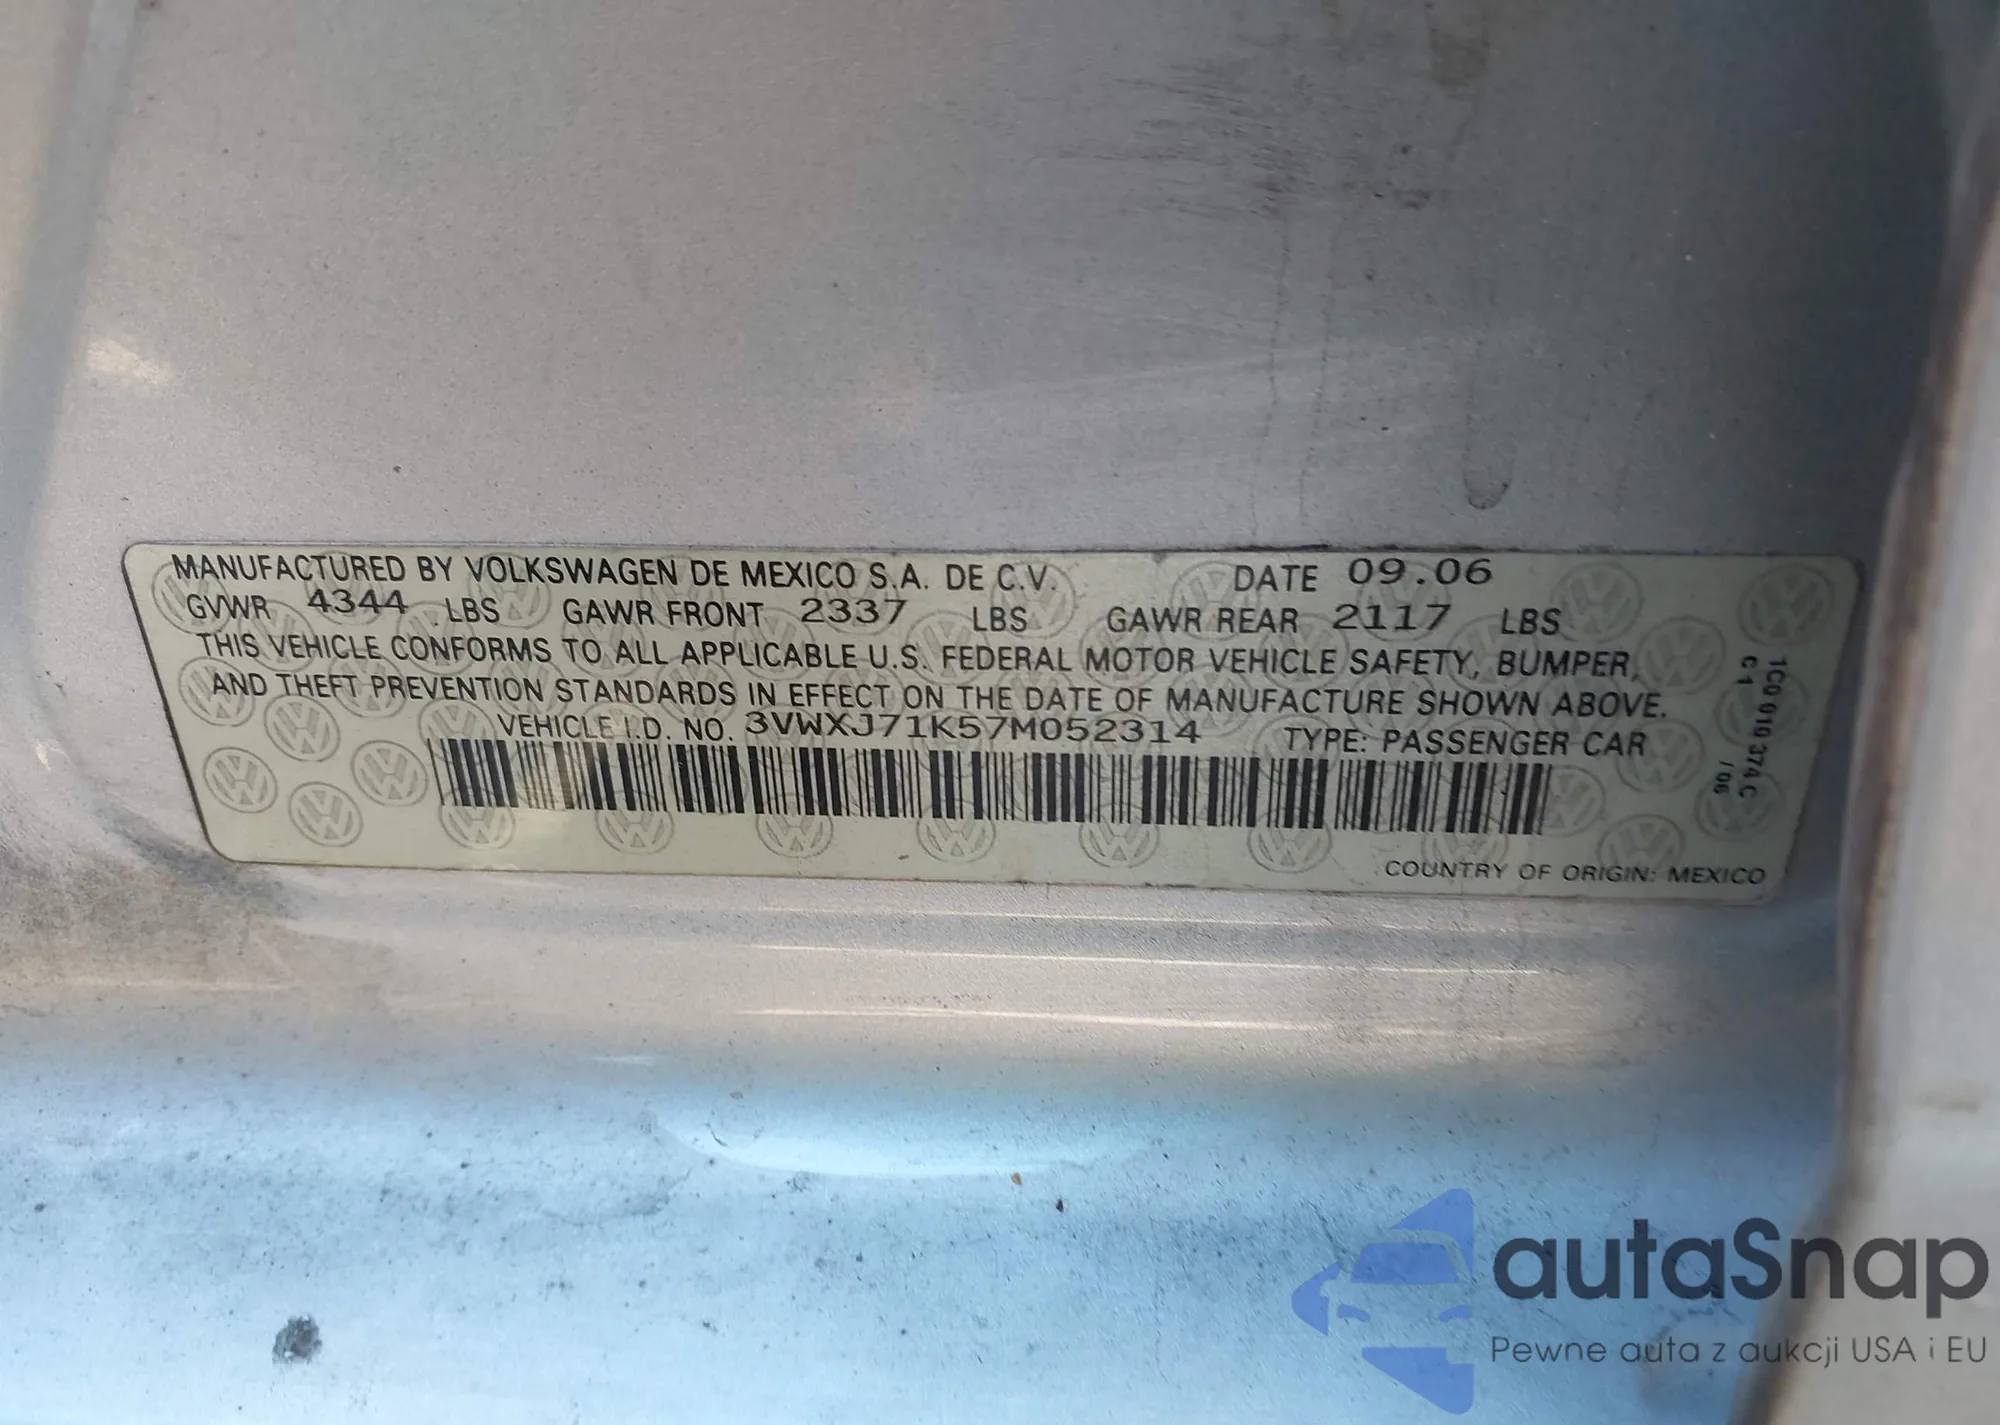 MANUFACTURED BY VOLKSWAGEN DE MEXICO S.A. DE C.V. DATE 09.06
GVWR 4344 LBS GAWR FRONT 2337 LBS GAWR REAR 2117 LBS
THIS VEHICLE CONFORMS TO ALL APPLICABLE U.S. FEDERAL MOTOR VEHICLE SAFETY, BUMPER,
AND THEFT PREVENTION STANDARDS IN EFFECT ON THE DATE OF MANUFACTURE SHOWN ABOVE.
VEHICLE I.D. NO. 3VWXJ71K57M052314 TYPE: PASSENGER CAR
1C0 010 374 C
C1 /06
COUNTRY OF ORIGIN: MEXICO
autaSnap
Pewne auta z aukcji USA i EU